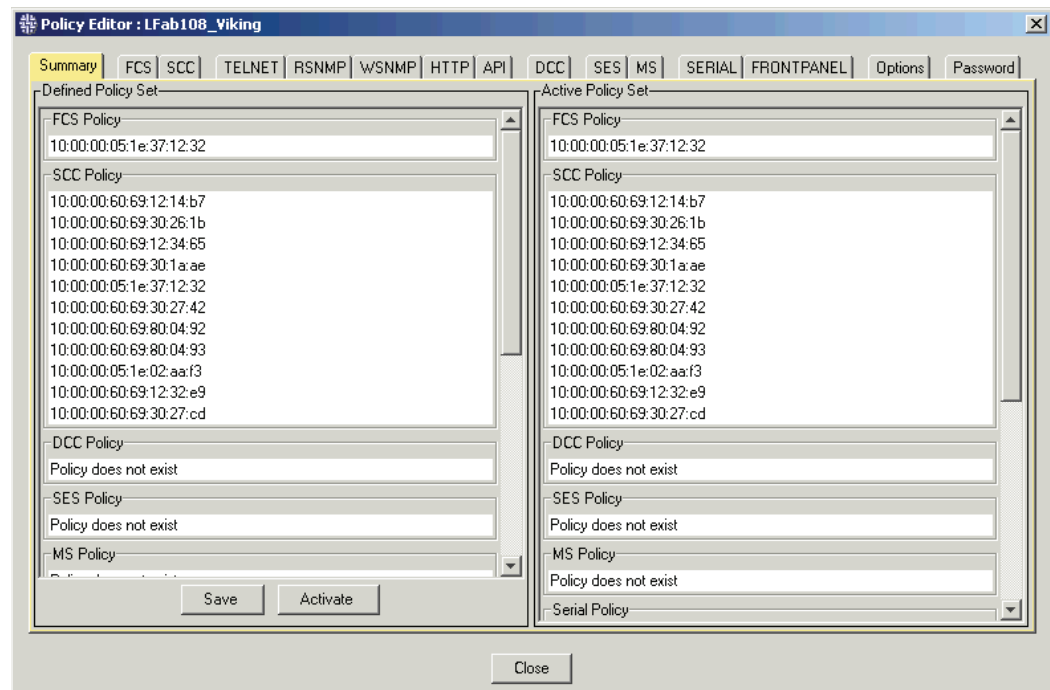 Policy Editor : LFab108_Viking
Summary FCS SCC TELNET RSNMP WSNMP HTTP API DCC SES MS SERIAL FRONTPANEL Options Password
Defined Policy Set
FCS Policy
10:00:00:05:1e:37:12:32
SCC Policy
10:00:00:60:69:12:14:b7
10:00:00:60:69:30:26:1b
10:00:00:60:69:12:34:65
10:00:00:60:69:30:1a:ae
10:00:00:05:1e:37:12:32
10:00:00:60:69:30:27:42
10:00:00:60:69:80:04:92
10:00:00:60:69:80:04:93
10:00:00:05:1e:02:aa:f3
10:00:00:60:69:12:32:e9
10:00:00:60:69:30:27:cd
DCC Policy
Policy does not exist
SES Policy
Policy does not exist
MS Policy
Save Activate
Active Policy Set
FCS Policy
10:00:00:05:1e:37:12:32
SCC Policy
10:00:00:60:69:12:14:b7
10:00:00:60:69:30:26:1b
10:00:00:60:69:12:34:65
10:00:00:60:69:30:1a:ae
10:00:00:05:1e:37:12:32
10:00:00:60:69:30:27:42
10:00:00:60:69:80:04:92
10:00:00:60:69:80:04:93
10:00:00:05:1e:02:aa:f3
10:00:00:60:69:12:32:e9
10:00:00:60:69:30:27:cd
DCC Policy
Policy does not exist
SES Policy
Policy does not exist
MS Policy
Policy does not exist
Serial Policy
Close